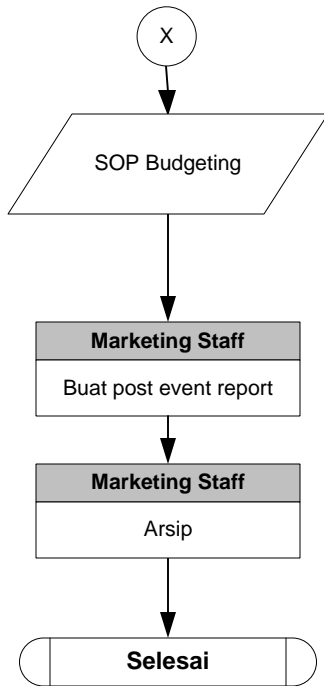 X
SOP Budgeting
Marketing Staff
Buat post event report
Marketing Staff
Arsip
Selesai